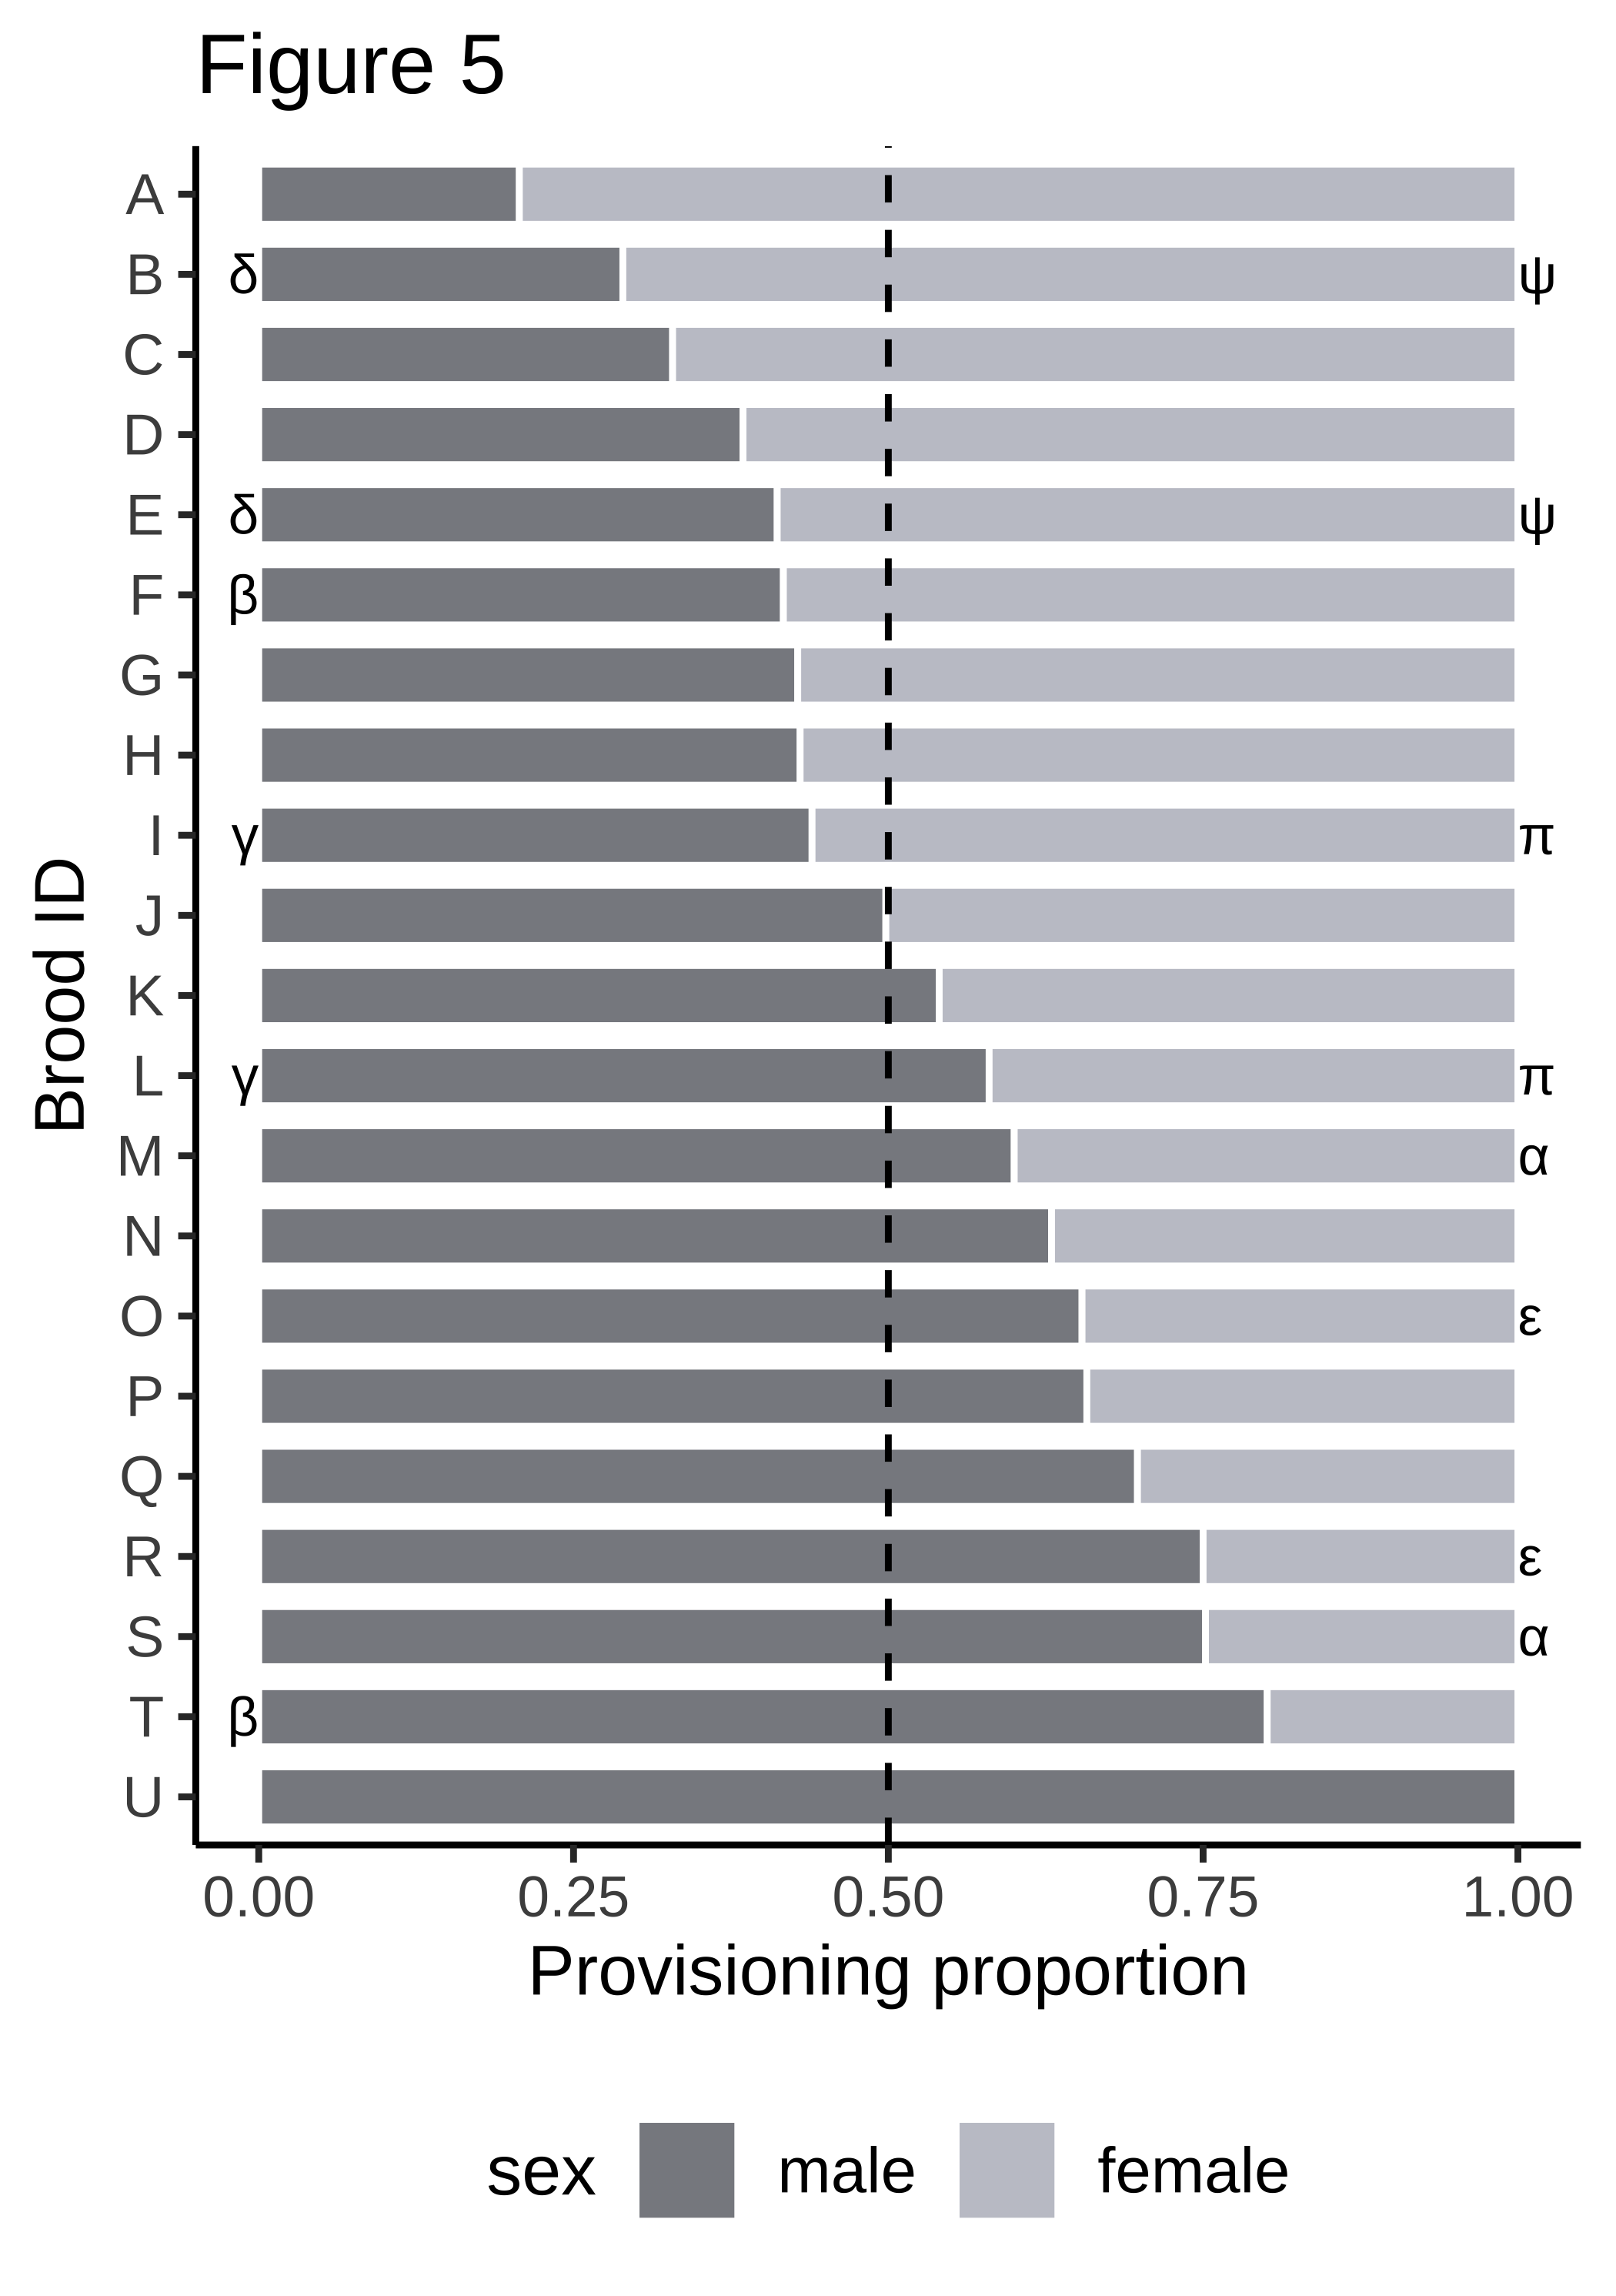 Figure 5
A
B δ ψ
C
D
E δ ψ
F β
G
H
I γ π
J
K
L γ π
M α
N
O ε
P
Q
R ε
S α
T β
U
Brood ID
0.00 0.25 0.50 0.75 1.00
Provisioning proportion
sex male female